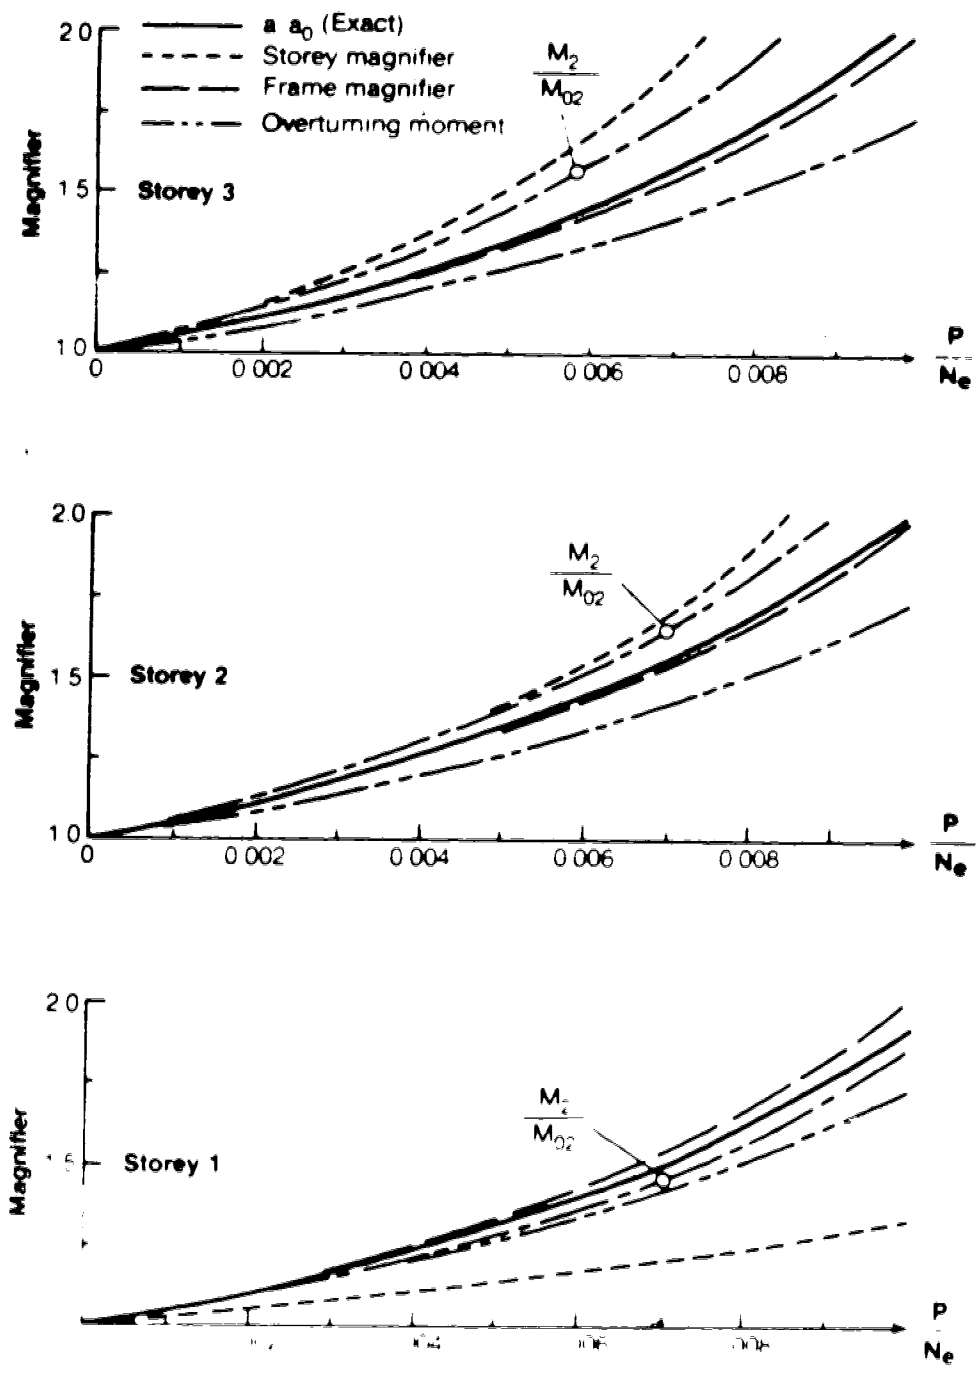 2 0
a a0 (Exact)
Storey magnifier
Frame magnifier
Overturning moment
M2
M02
Magnifier
1 5
Storey 3
1 0
0
0 002
0 004
0 006
0 008
P
Ne
2.0
M2
M02
Magnifier
1 5
Storey 2
1 0
0
0 002
0 004
0 006
0 008
P
Ne
2 0
M2
M02
Magnifier
Storey 1
P
Ne